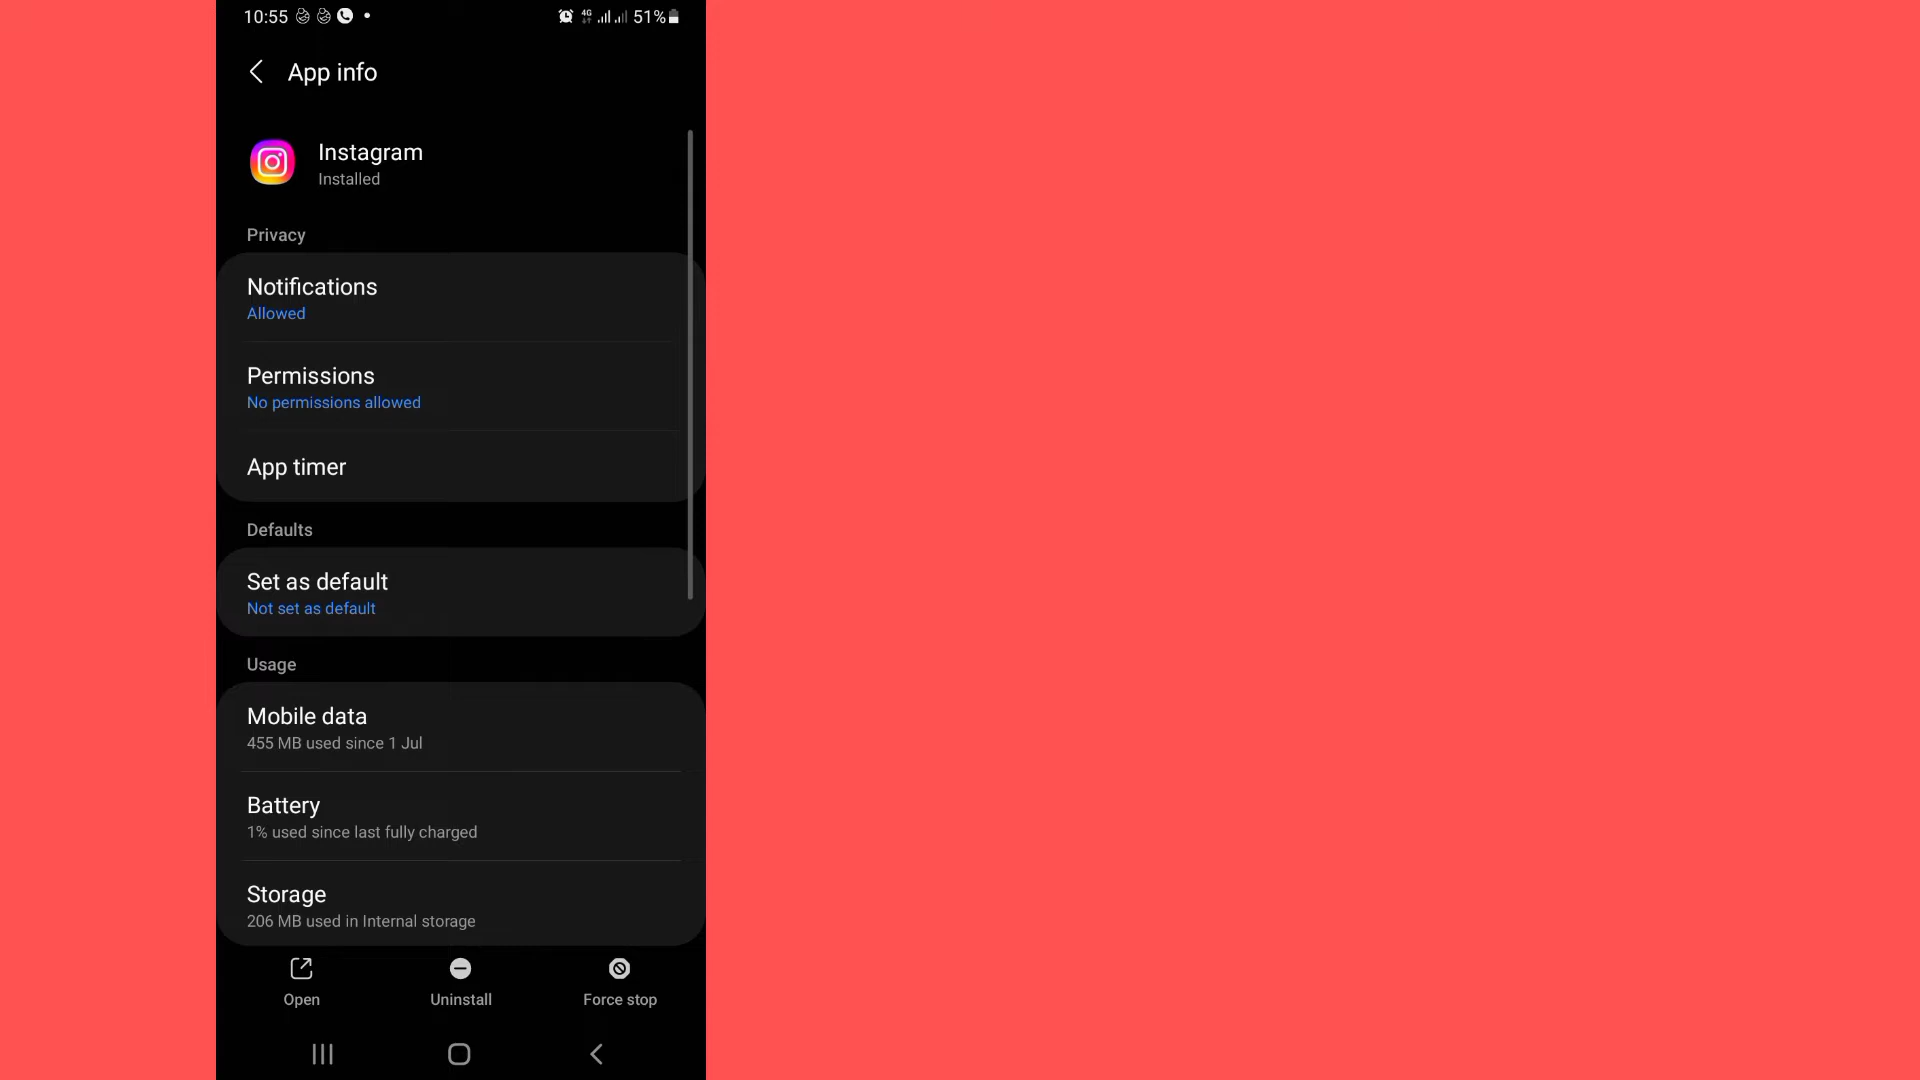 10:55 4G 51%
App info
Instagram
Installed
Privacy
Notifications
Allowed
Permissions
No permissions allowed
App timer
Defaults
Set as default
Not set as default
Usage
Mobile data
455 MB used since 1 Jul
Battery
1% used since last fully charged
Storage
206 MB used in Internal storage
Open Uninstall Force stop